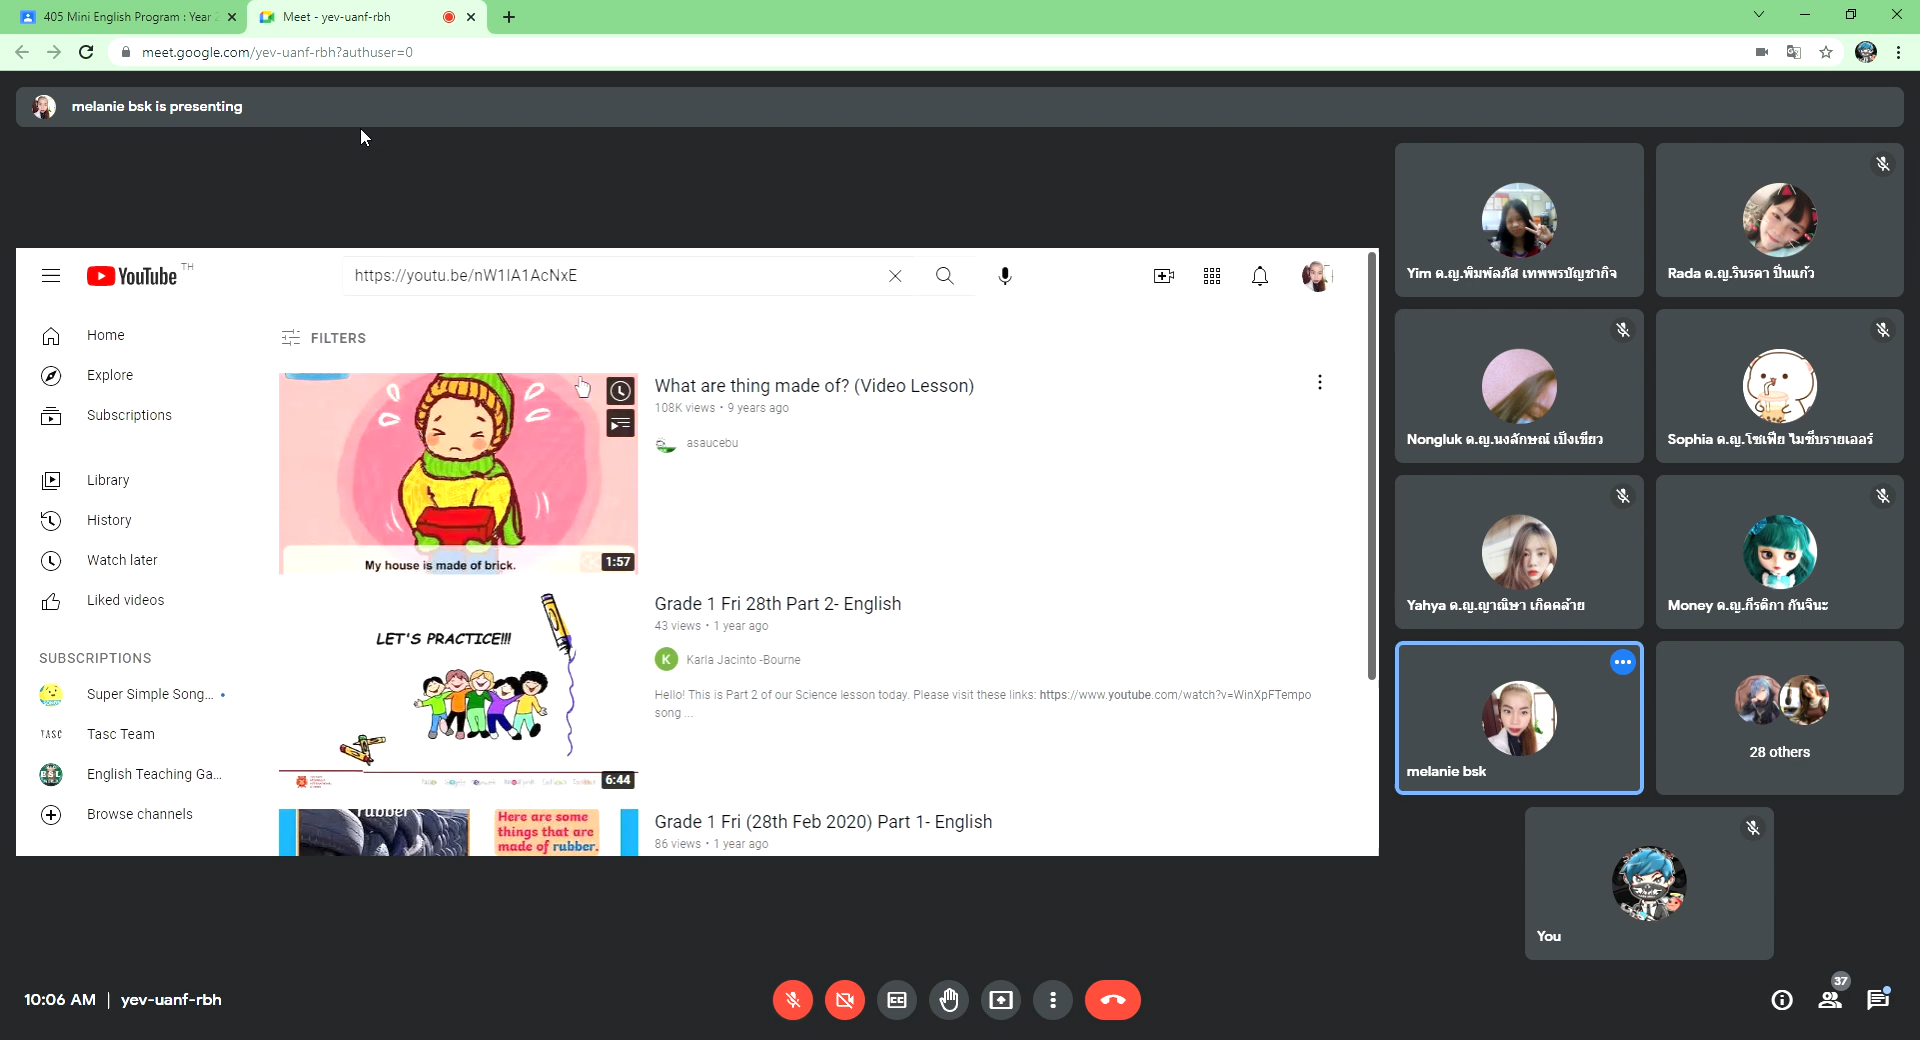 405 Mini English Program : Year
Meet - yev-uanf-rbh
meet.google.com/yev-uanf-rbh?authuser=0
melanie bsk is presenting
YouTube TH
https://youtu.be/nW1IA1AcNxE
Home
Explore
Subscriptions
Library
History
Watch later
Liked videos
SUBSCRIPTIONS
Super Simple Song...
TASC Tasc Team
English Teaching Ga...
Browse channels
FILTERS
My house is made of brick.
1:57
What are thing made of? (Video Lesson)
108K views • 9 years ago
asaucebu
LET'S PRACTICE!!!
6:44
Grade 1 Fri 28th Part 2- English
43 views • 1 year ago
K Karla Jacinto -Bourne
Hello! This is Part 2 of our Science lesson today. Please visit these links: https://www.youtube.com/watch?v=WinXpFTempo
song ...
rubber
Here are some
things that are
made of rubber.
Grade 1 Fri (28th Feb 2020) Part 1- English
86 views • 1 year ago
Yim ด.ญ.พิมพ์ลภัส เทพพรบัญชากิจ
Rada ด.ญ.รินรดา ปิ่นแก้ว
Nongluk ด.ญ.นงลักษณ์ เป็งเขียว
Sophia ด.ญ.โซเฟีย ไมซึบรายเออร์
Yahya ด.ญ.ญาณิษา เกิดคล้าย
Money ด.ญ.กีรติกา กันจินะ
melanie bsk
28 others
You
10:06 AM | yev-uanf-rbh
37